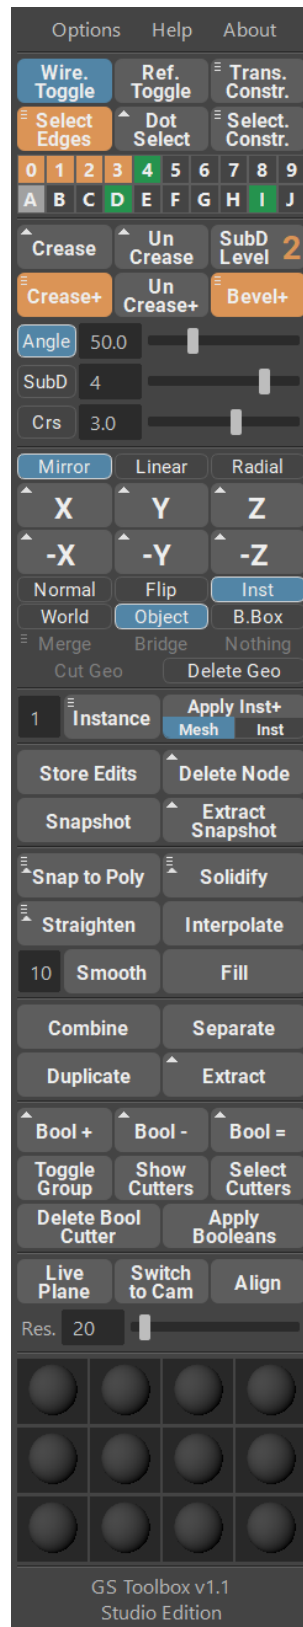 Options Help About
Wire. Toggle Ref. Toggle Trans. Constr.
Select Edges Dot Select Select. Constr.
0 1 2 3 4 5 6 7 8 9
A B C D E F G H I J
Crease Un Crease SubD Level 2
Crease+ Un Crease+ Bevel+
Angle 50.0
SubD 4
Crs 3.0
Mirror Linear Radial
X Y Z
-X -Y -Z
Normal Flip Inst
World Object B.Box
Merge Bridge Nothing
Cut Geo Delete Geo
1 Instance Apply Inst+
Mesh Inst
Store Edits Delete Node
Snapshot Extract Snapshot
Snap to Poly Solidify
Straighten Interpolate
10 Smooth Fill
Combine Separate
Duplicate Extract
Bool + Bool - Bool =
Toggle Group Show Cutters Select Cutters
Delete Bool Cutter Apply Booleans
Live Plane Switch to Cam Align
Res. 20
GS Toolbox v1.1
Studio Edition